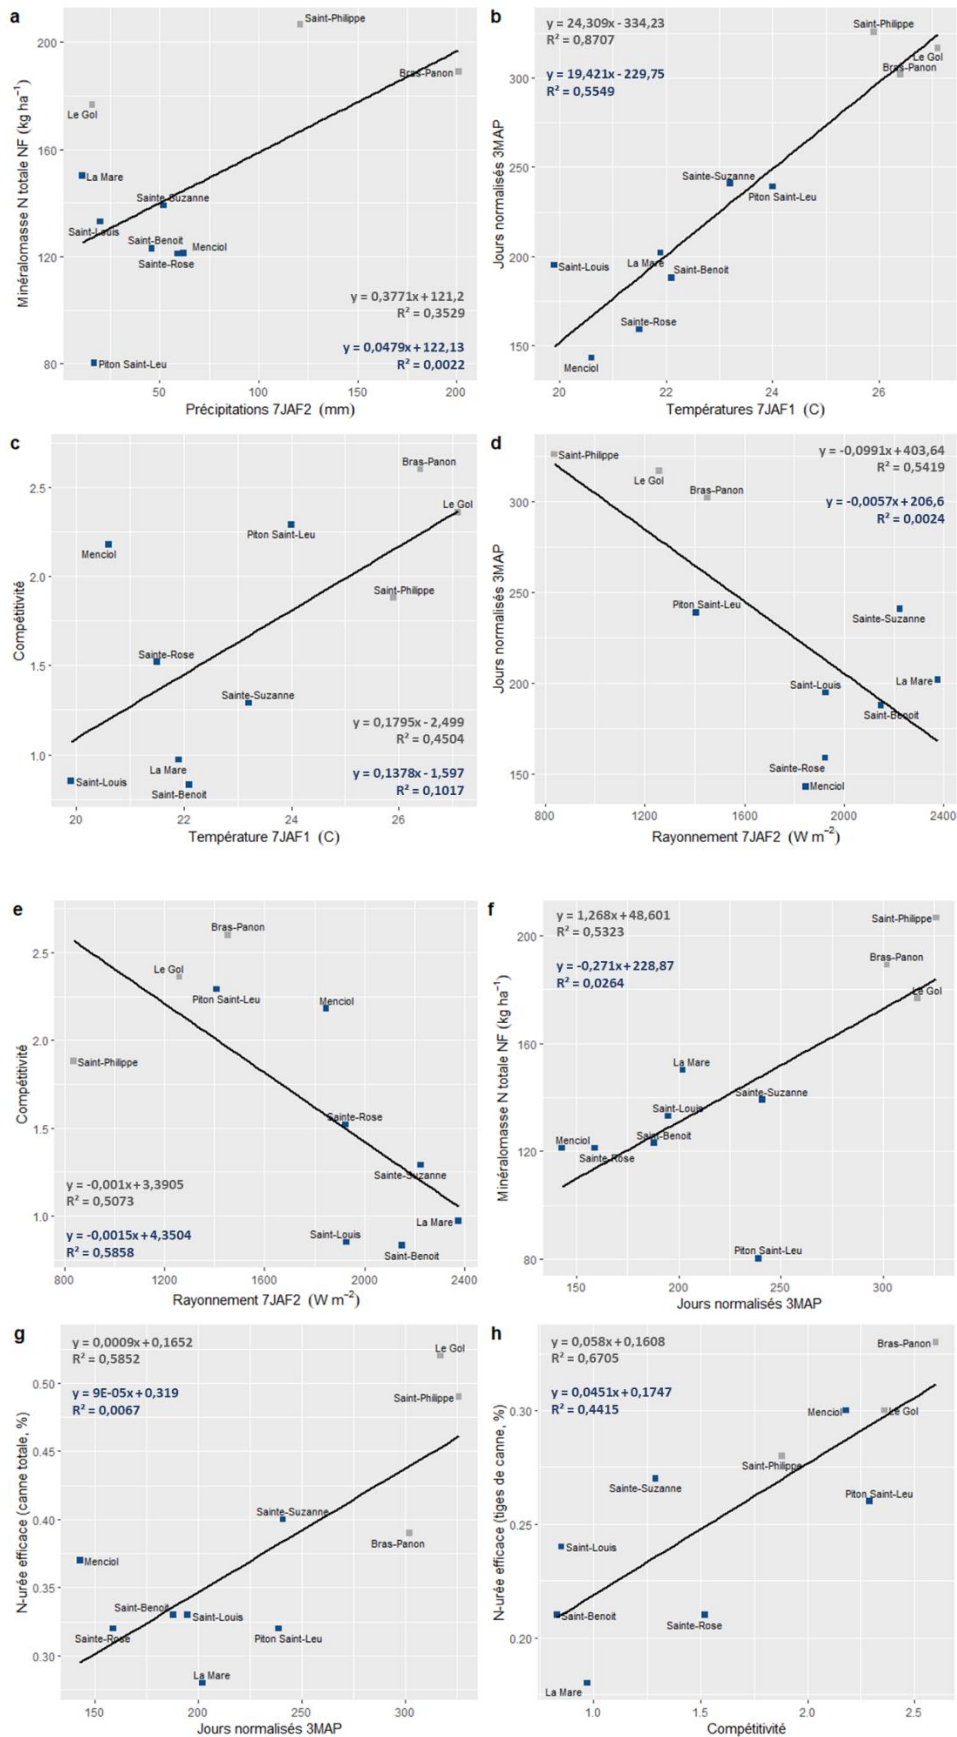 a
Minéralomasse N totale NF (kg ha⁻¹)
200
160
120
80
Saint-Philippe
Bras-Panon
Le Gol
La Mare
Sainte-Suzanne
Saint-Louis
Saint-Benoit
Menciol
Sainte-Rose
y = 0,3771x + 121,2
R² = 0,3529
y = 0,0479x + 122,13
R² = 0,0022
Piton Saint-Leu
50 100 150 200
Précipitations 7JAF2 (mm)
b
Jours normalisés 3MAP
300
250
200
150
y = 24,309x - 334,23
R² = 0,8707
y = 19,421x - 229,75
R² = 0,5549
Saint-Philippe
Le Gol
Bras-Panon
Sainte-Suzanne
Piton Saint-Leu
Saint-Louis
La Mare
Saint-Benoit
Sainte-Rose
Menciol
20 22 24 26
Températures 7JAF1 (C)
c
Compétitivité
2.5
2.0
1.5
1.0
Bras-Panon
Le Gol
Piton Saint-Leu
Menciol
Saint-Philippe
Sainte-Rose
Sainte-Suzanne
y = 0,1795x - 2,499
R² = 0,4504
La Mare
Saint-Louis
Saint-Benoit
y = 0,1378x - 1,597
R² = 0,1017
20 22 24 26
Température 7JAF1 (C)
d
Jours normalisés 3MAP
300
250
200
150
y = -0,0991x + 403,64
R² = 0,5419
y = -0,0057x + 206,6
R² = 0,0024
Saint-Philippe
Le Gol
Bras-Panon
Piton Saint-Leu
Sainte-Suzanne
Saint-Louis
La Mare
Saint-Benoit
Sainte-Rose
Menciol
800 1200 1600 2000 2400
Rayonnement 7JAF2 (W m⁻²)
e
Compétitivité
2.5
2.0
1.5
1.0
Bras-Panon
Le Gol
Piton Saint-Leu
Menciol
Saint-Philippe
Sainte-Rose
Sainte-Suzanne
y = -0,001x + 3,3905
R² = 0,5073
y = -0,0015x + 4,3504
R² = 0,5858
La Mare
Saint-Louis
Saint-Benoit
800 1200 1600 2000 2400
Rayonnement 7JAF2 (W m⁻²)
f
Minéralomasse N totale NF (kg ha⁻¹)
200
160
120
80
y = 1,268x + 48,601
R² = 0,5323
y = -0,271x + 228,87
R² = 0,0264
Saint-Philippe
Bras-Panon
Le Gol
La Mare
Sainte-Suzanne
Saint-Louis
Saint-Benoit
Menciol
Sainte-Rose
Piton Saint-Leu
150 200 250 300
Jours normalisés 3MAP
g
N-urée efficace (canne totale, %)
0.50
0.45
0.40
0.35
0.30
y = 0,0009x + 0,1652
R² = 0,5852
y = 9E-05x + 0,319
R² = 0,0067
Le Gol
Saint-Philippe
Sainte-Suzanne
Bras-Panon
Menciol
Saint-Benoit
Saint-Louis
Sainte-Rose
Piton Saint-Leu
La Mare
150 200 250 300
Jours normalisés 3MAP
h
N-urée efficace (tiges de canne, %)
0.30
0.25
0.20
y = 0,058x + 0,1608
R² = 0,6705
y = 0,0451x + 0,1747
R² = 0,4415
Bras-Panon
Menciol
Le Gol
Saint-Philippe
Sainte-Suzanne
Piton Saint-Leu
Saint-Louis
Saint-Benoit
Sainte-Rose
La Mare
1.0 1.5 2.0 2.5
Compétitivité